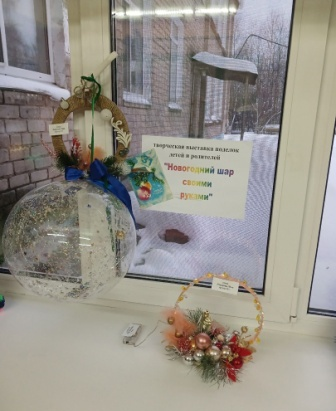 творческая выставка поделок
детей и родителей
"Новогодний шар
своими
руками"